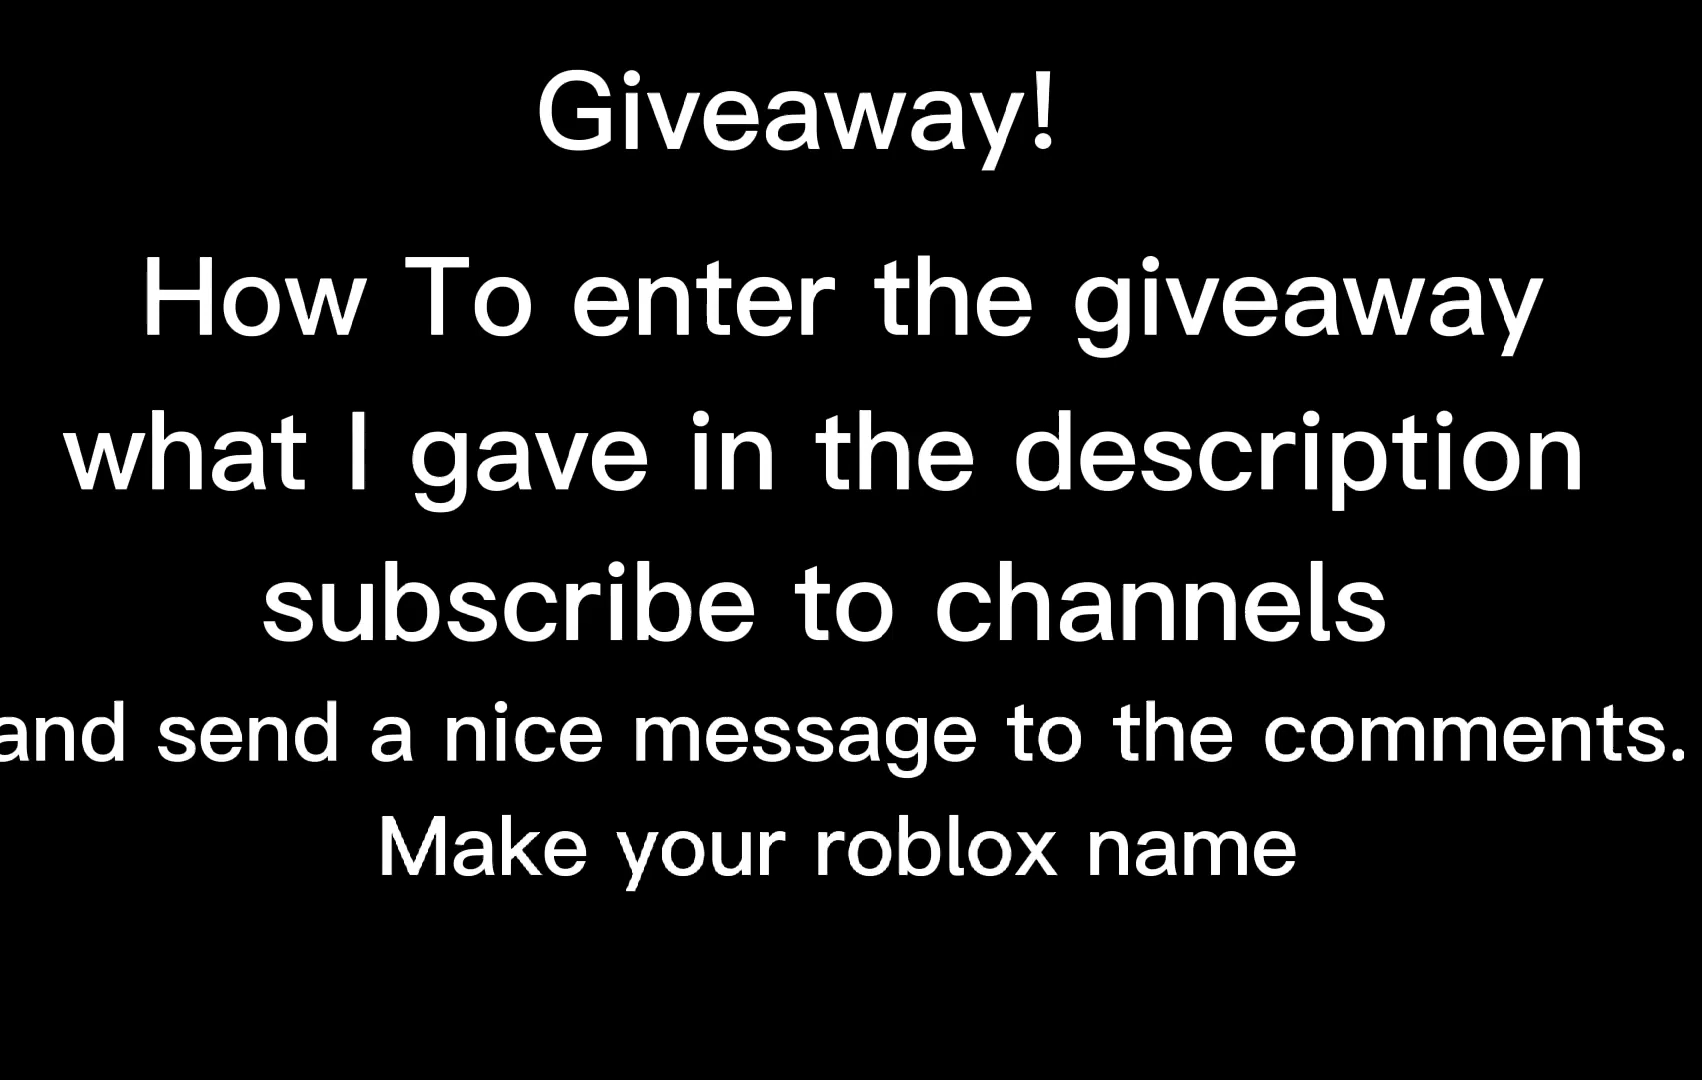 Giveaway!
How To enter the giveaway
what I gave in the description
subscribe to channels
and send a nice message to the comments.
Make your roblox name